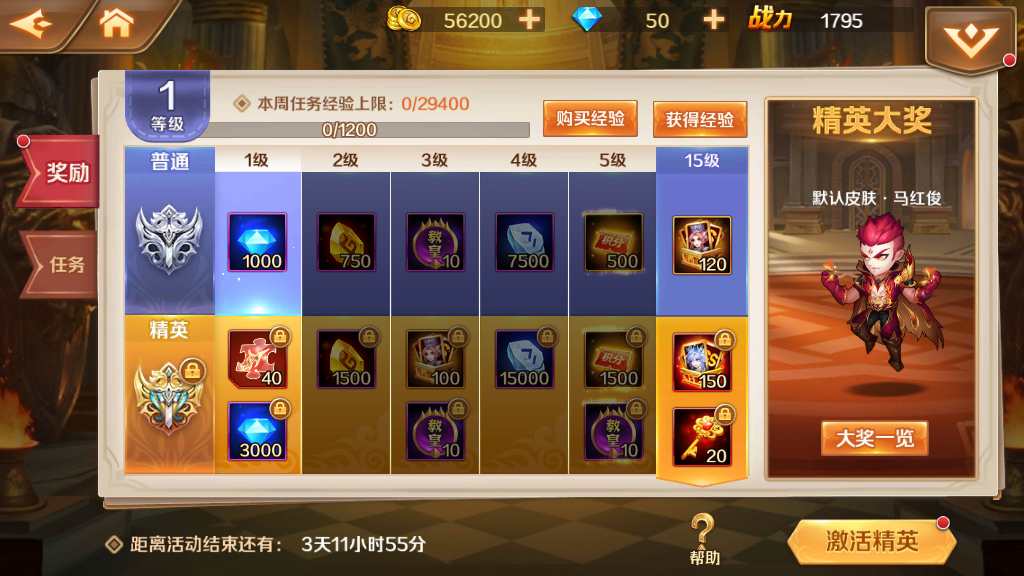 56200
50
战力 1795
1
等级
本周任务经验上限：0/29400
0/1200
购买经验
获得经验
精英大奖
奖励
任务
普通
1级
2级
3级
4级
5级
15级
1000
750
教皇
10
7500
积分
500
120
默认皮肤·马红俊
精英
40
1500
100
15000
积分
1500
150
3000
教皇
10
教皇
10
20
大奖一览
距离活动结束还有： 3天11小时55分
帮助
激活精英